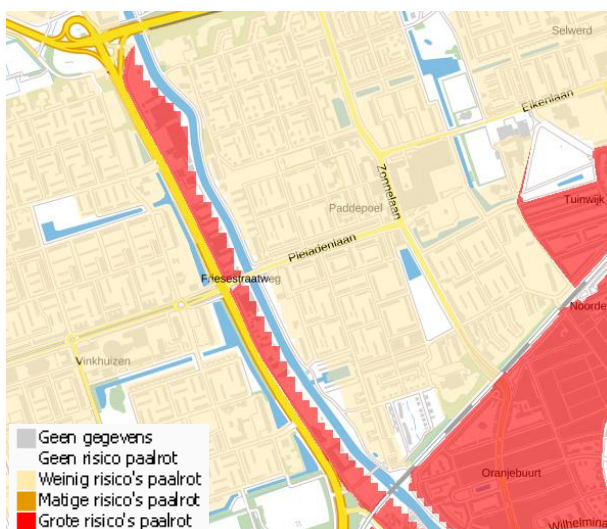 Selwerd
Eikenlaan
Zonnelaan
Tuinwijk
Paddepoel
Pleiadenlaan
Friesestraatweg
Noorde
Vinkhuizen
Oranjebuurt
Wilhelmina
Geen gegevens
Geen risico paalrot
Weinig risico's paalrot
Matige risico's paalrot
Grote risico's paalrot